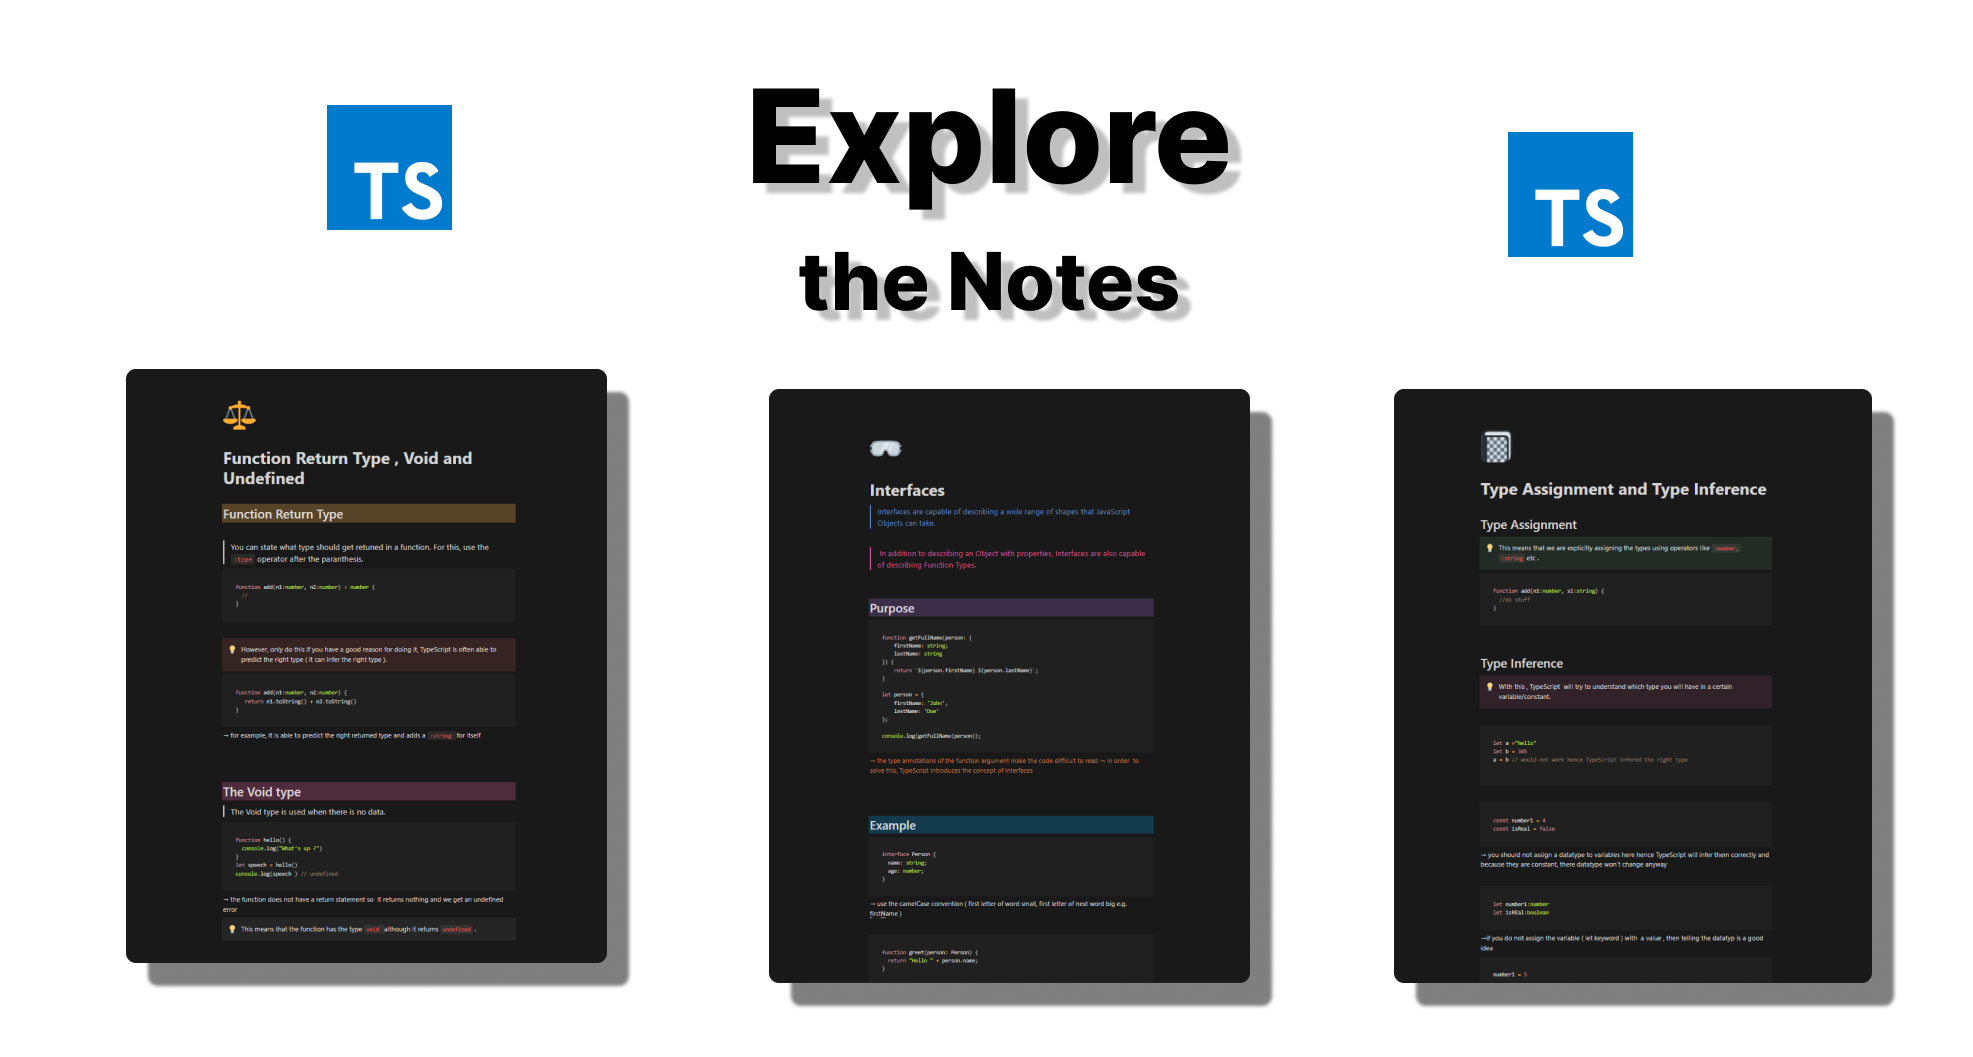 TS
Explore
the Notes
TS
Function Return Type , Void and
Undefined
Function Return Type
You can state what type should get retuned in a function. For this, use the
:type operator after the paranthesis.
function add(n1:number, n2:number) : number {
//
}
However, only do this if you have a good reason for doing it, TypeScript is often able to
predict the right type ( it can infer the right type ).
function add(n1:number, n2:number) {
return n1.toString() + n2.toString()
}
→ for example, it is able to predict the right returned type and adds a :string for itself
The Void type
The Void type is used when there is no data.
function hello() {
console.log("What's up ?")
}
let speech = hello()
console.log(speech ) // undefined
→ the function does not have a return statement so it returns nothing and we get an undefined
error
This means that the function has the type void although it returns undefined .
Interfaces
Interfaces are capable of describing a wide range of shapes that JavaScript
Objects can take.
In addition to describing an Object with properties, Interfaces are also capable
of describing Function Types.
Purpose
function getFullName(person: {
firstName: string;
lastName: string
}) {
return `${person.firstName} ${person.lastName}`;
}
let person = {
firstName: 'John',
lastName: 'Doe'
};
console.log(getFullName(person));
→ the type annotations of the function argument make the code difficult to read → in order to
solve this, TypeScript introduces the concept of Interfaces
Example
interface Person {
name: string;
age: number;
}
→ use the camelCase convention ( first letter of word small, first letter of next word big e.g.
firstName )
function greet(person: Person) {
return "Hello " + person.name;
}
Type Assignment and Type Inference
Type Assignment
This means that we are explicitly assigning the types using operators like :number,
:string etc .
function add(n1:number, s1:string) {
//do stuff
}
Type Inference
With this , TypeScript will try to understand which type you will have in a certain
variable/constant.
let a ="hello"
let b = 345
a = b // would not work hence TypeScript infered the right type
const number1 = 4
const isReal = false
→ you should not assign a datatype to variables here hence TypeScript will infer them correctly and
because they are constant, there datatype won't change anyway
let number1:number
let isREal:boolean
→if you do not assign the variable ( let keyword ) with a value , then telling the datatyp is a good
idea
number1 = 5